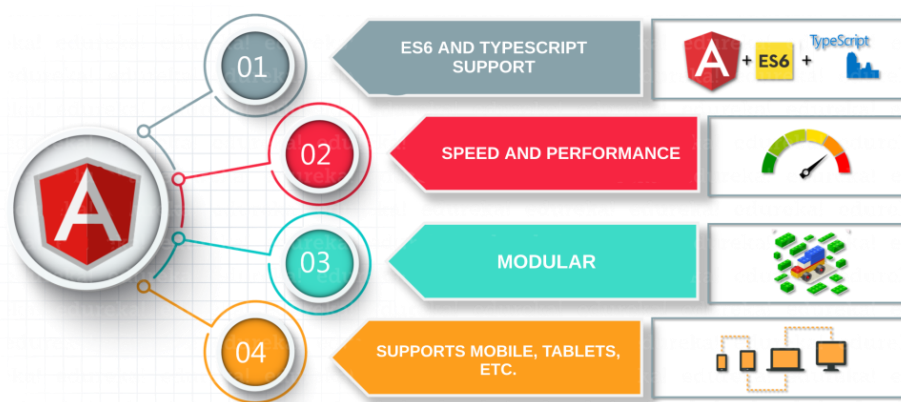 01
ES6 AND TYPESCRIPT
SUPPORT
A
+ ES6 +
TypeScript
02
SPEED AND PERFORMANCE
A
03
MODULAR
04
SUPPORTS MOBILE, TABLETS,
ETC.